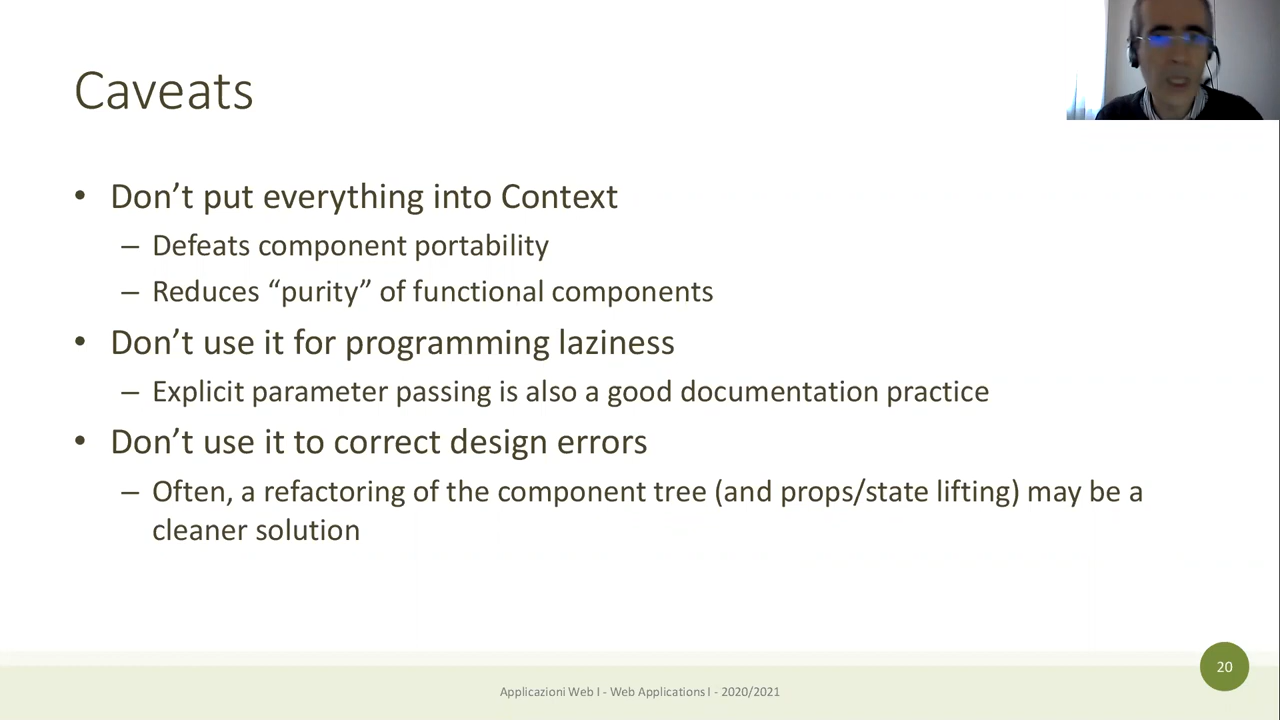 Caveats
• Don’t put everything into Context
– Defeats component portability
– Reduces “purity” of functional components
• Don’t use it for programming laziness
– Explicit parameter passing is also a good documentation practice
• Don’t use it to correct design errors
– Often, a refactoring of the component tree (and props/state lifting) may be a
cleaner solution
20
Applicazioni Web I - Web Applications I - 2020/2021